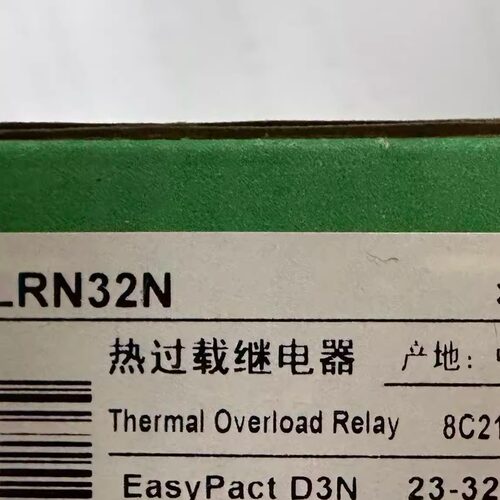 LRN32N
热过载继电器 产地:
Thermal Overload Relay 8C21
EasyPact D3N 23-32